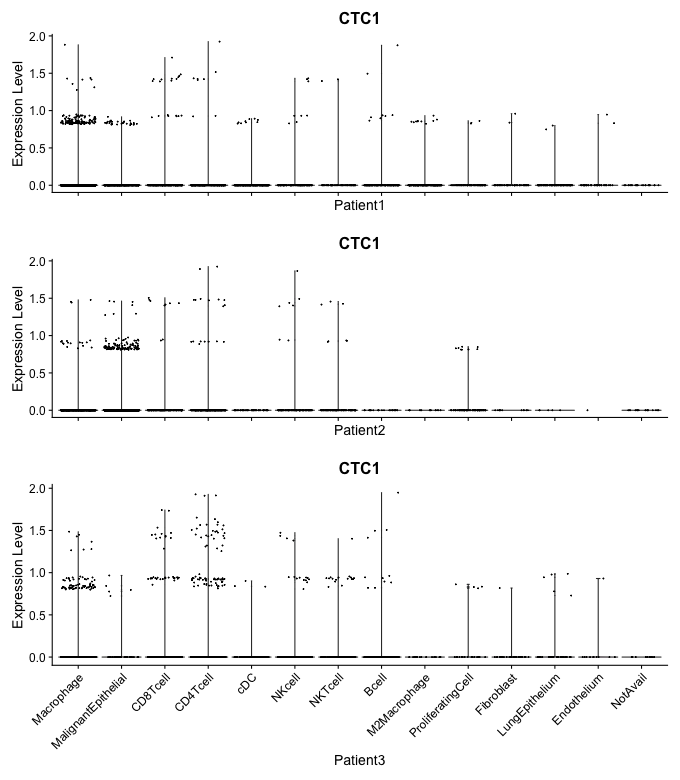 CTC1
2.0
1.5
1.0
0.5
0.0
Expression Level
Patient1
CTC1
2.0
1.5
1.0
0.5
0.0
Expression Level
Patient2
CTC1
2.0
1.5
1.0
0.5
0.0
Expression Level
Macrophage
MalignantEpithelial
CD8Tcell
CD4Tcell
cDC
NKcell
NKTcell
Bcell
M2Macrophage
ProliferatingCell
Fibroblast
LungEpithelium
Endothelium
NotAvail
Patient3